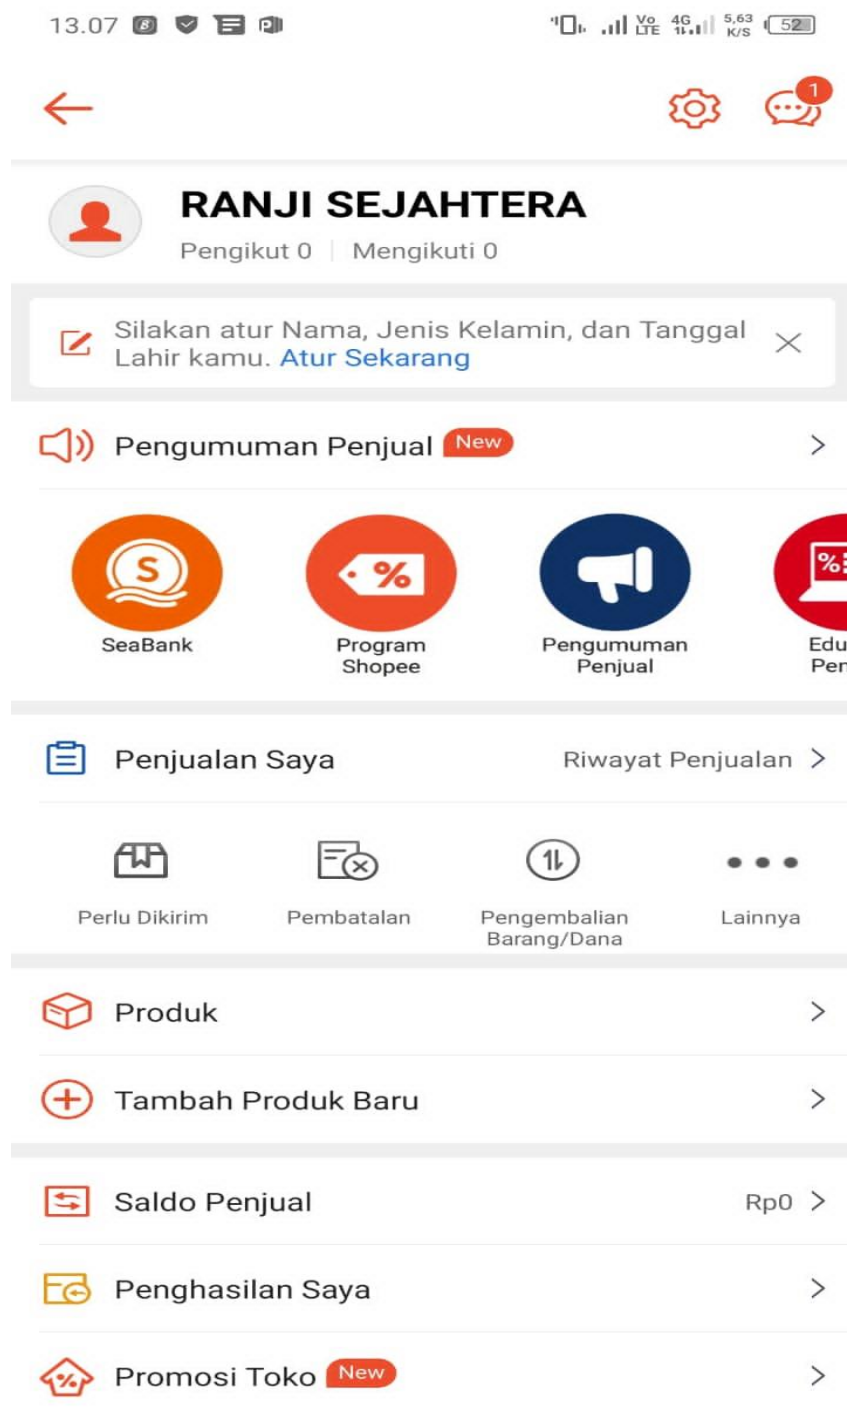 13.07
Vo LTE 4G 5,63 K/S 52
1
RANJI SEJAHTERA
Pengikut 0 | Mengikuti 0
Silakan atur Nama, Jenis Kelamin, dan Tanggal
Lahir kamu. Atur Sekarang
Pengumuman Penjual New
S % %
SeaBank Program Pengumuman Edu
Shopee Penjual Pen
Penjualan Saya Riwayat Penjualan
Perlu Dikirim Pembatalan Pengembalian Lainnya
Barang/Dana
Produk
Tambah Produk Baru
Saldo Penjual Rp0
Penghasilan Saya
Promosi Toko New